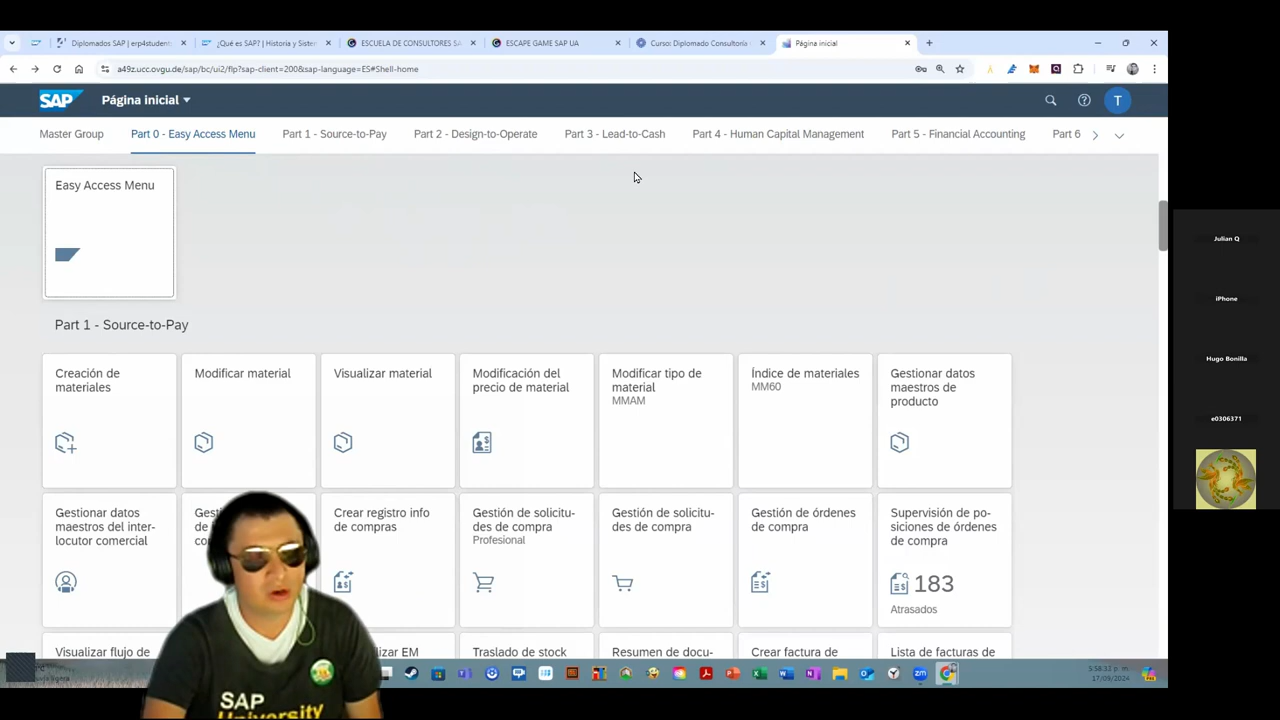 Diplomados SAP | erp4student
¿Qué es SAP? | Historia y Siste
ESCUELA DE CONSULTORES SA
ESCAPE GAME SAP UA
Curso: Diplomado Consultoría
Página inicial
a49z.ucc.ovgu.de/sap/bc/ui2/flp?sap-client=200&sap-language=ES#Shell-home
SAP
Página inicial
T
Master Group
Part 0 - Easy Access Menu
Part 1 - Source-to-Pay
Part 2 - Design-to-Operate
Part 3 - Lead-to-Cash
Part 4 - Human Capital Management
Part 5 - Financial Accounting
Part 6
Easy Access Menu
Part 1 - Source-to-Pay
Creación de
materiales
Modificar material
Visualizar material
Modificación del
precio de material
Modificar tipo de
material
MMAM
Índice de materiales
MM60
Gestionar datos
maestros de
producto
Gestionar datos
maestros del inter-
locutor comercial
Crear registro info
de compras
Gestión de solicitu-
des de compra
Profesional
Gestión de solicitu-
des de compra
Gestión de órdenes
de compra
Supervisión de po-
siciones de órdenes
de compra
183
Atrasados
Visualizar flujo de
Traslado de stock
Resumen de docu-
Crear factura de
Lista de facturas de
5:58:33 p. m.
17/09/2024
SAP
University
Julian Q
iPhone
Hugo Bonilla
e0306371